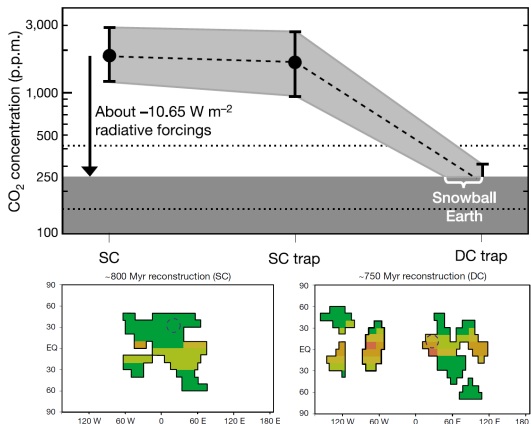 CO2 concentration (p.p.m.)
3,000
1,000
500
250
100
About –10.65 W m–2
radiative forcings
Snowball
Earth
SC
SC trap
DC trap
~800 Myr reconstruction (SC)
90
60
30
EQ
30
60
90
120 W
60 W
0
60 E
120 E
180 E
~750 Myr reconstruction (DC)
90
60
30
EQ
30
60
90
120 W
60 W
0
60 E
120 E
180 E